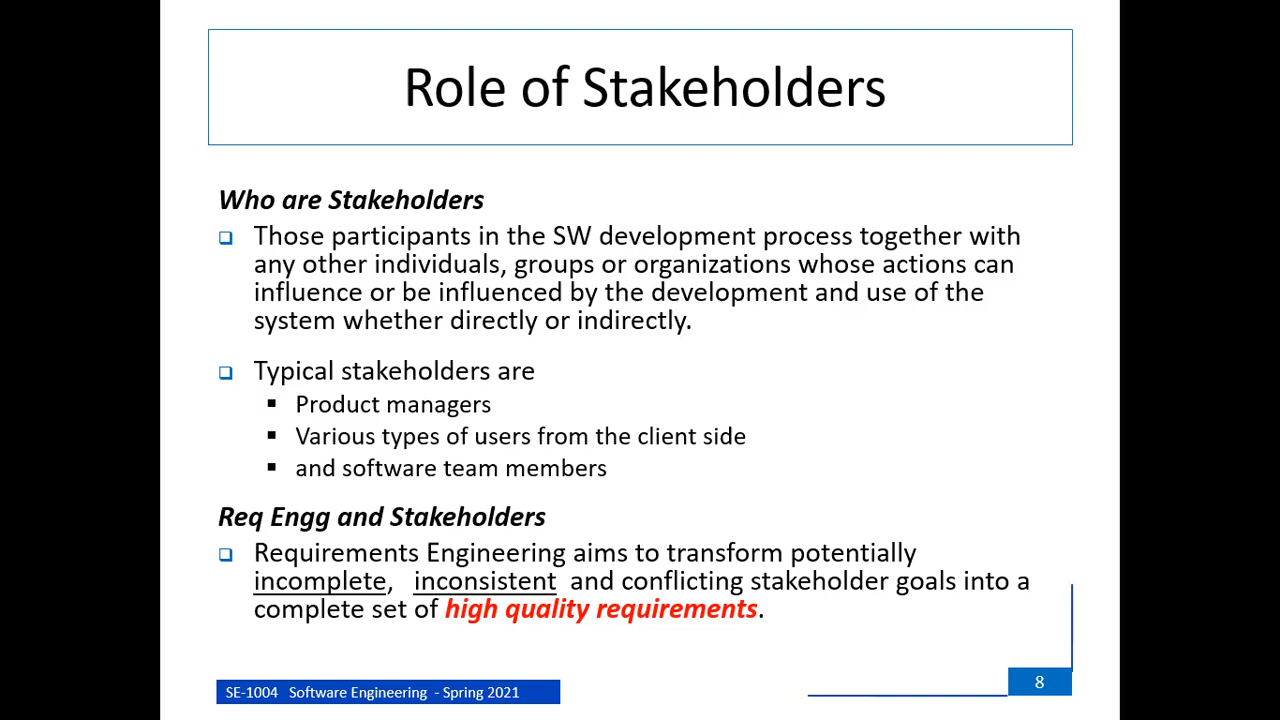 Role of Stakeholders
Who are Stakeholders
❑ Those participants in the SW development process together with
any other individuals, groups or organizations whose actions can
influence or be influenced by the development and use of the
system whether directly or indirectly.
❑ Typical stakeholders are
▪ Product managers
▪ Various types of users from the client side
▪ and software team members
Req Engg and Stakeholders
❑ Requirements Engineering aims to transform potentially
incomplete, inconsistent and conflicting stakeholder goals into a
complete set of high quality requirements.
SE-1004 Software Engineering - Spring 2021
8